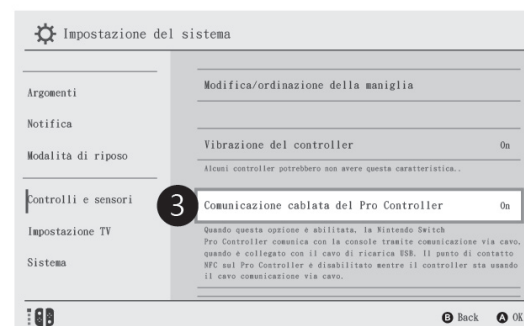 Impostazione del sistema
Argomenti
Notifica
Modalita di riposo
Controlli e sensori
Impostazione TV
Sistema
Modifica/ordinazione della maniglia
Vibrazione del controller On
Alcuni controller potrebbero non avere questa caratteristica..
3
Comunicazione cablata del Pro Controller On
Quando questa opzione è abilitata, la Nintendo Switch
Pro Controller comunica con la console tramite comunicazione via cavo,
quando è collegato con il cavo di ricarica USB. Il punto di contatto
NFC sul Pro Controller è disabilitato mentre il controller sta usando
il cavo comunicazione via cavo.
B Back A OK